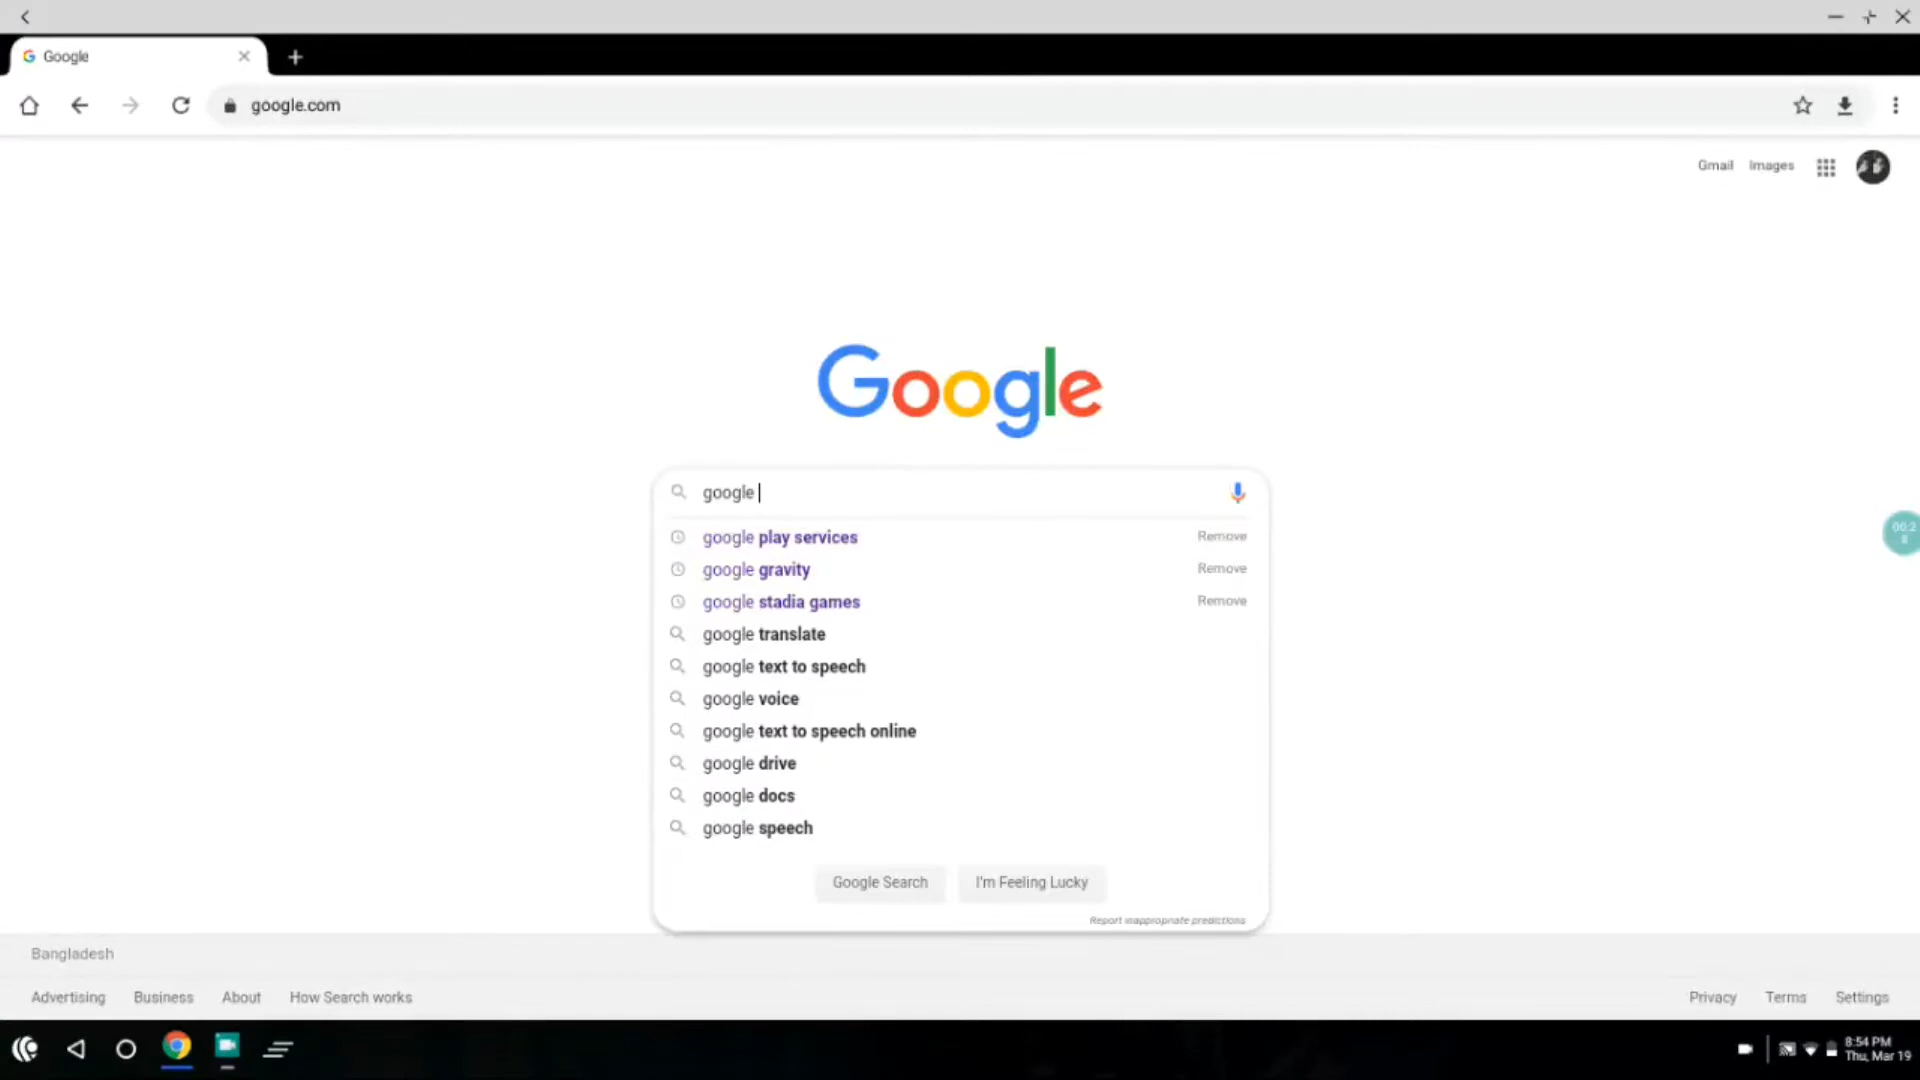 Google
google.com
Gmail Images
Google
google
google play services Remove
google gravity Remove
google stadia games Remove
google translate
google text to speech
google voice
google text to speech online
google drive
google docs
google speech
Google Search I'm Feeling Lucky
Report inappropriate predictions
Bangladesh
Advertising Business About How Search works Privacy Terms Settings
8:54 PM
Thu, Mar 19